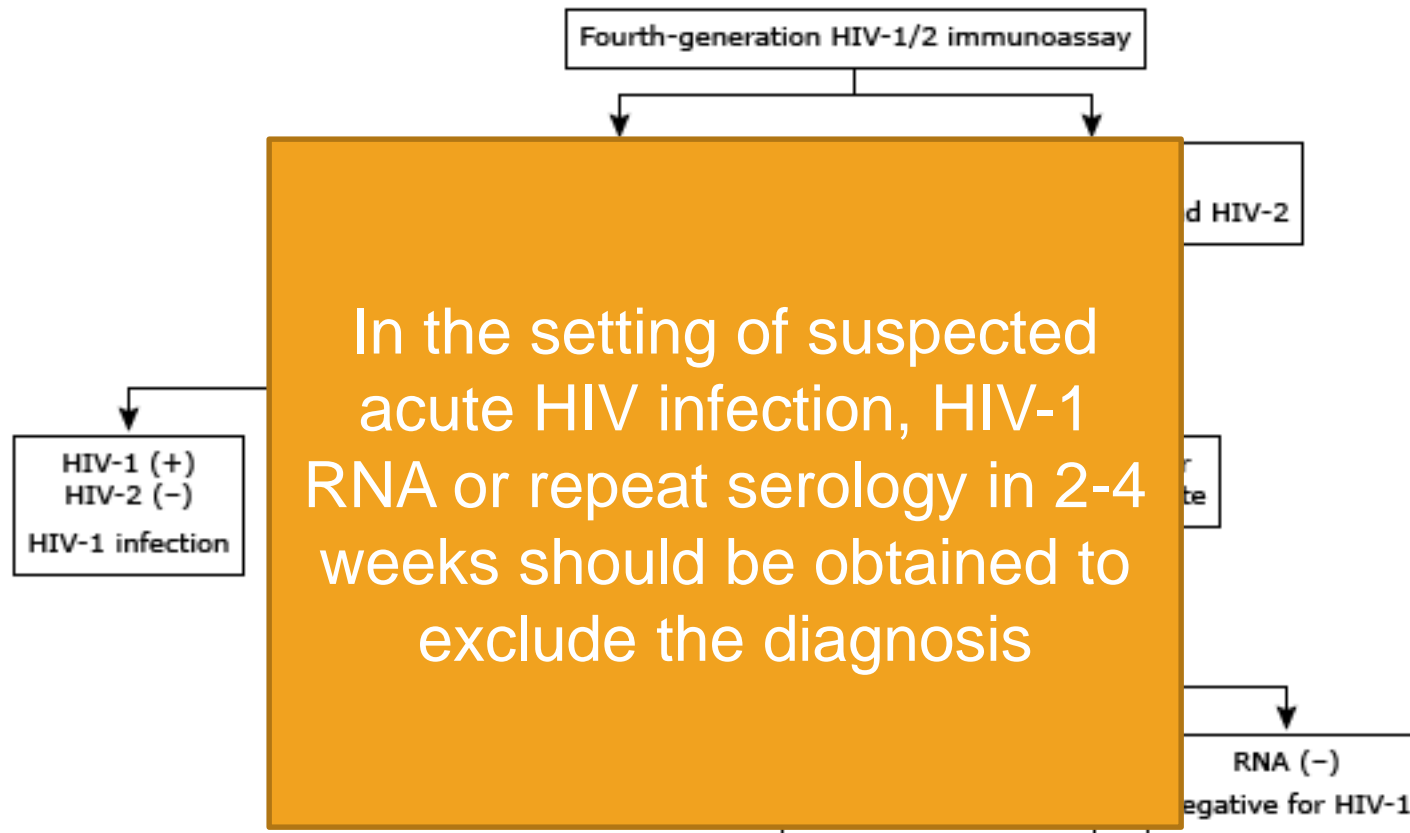 Fourth-generation HIV-1/2 immunoassay
HIV-2
In the setting of suspected
acute HIV infection, HIV-1
RNA or repeat serology in 2-4
weeks should be obtained to
exclude the diagnosis
HIV-1 (+)
HIV-2 (−)
HIV-1 infection
RNA (−)
for HIV-1